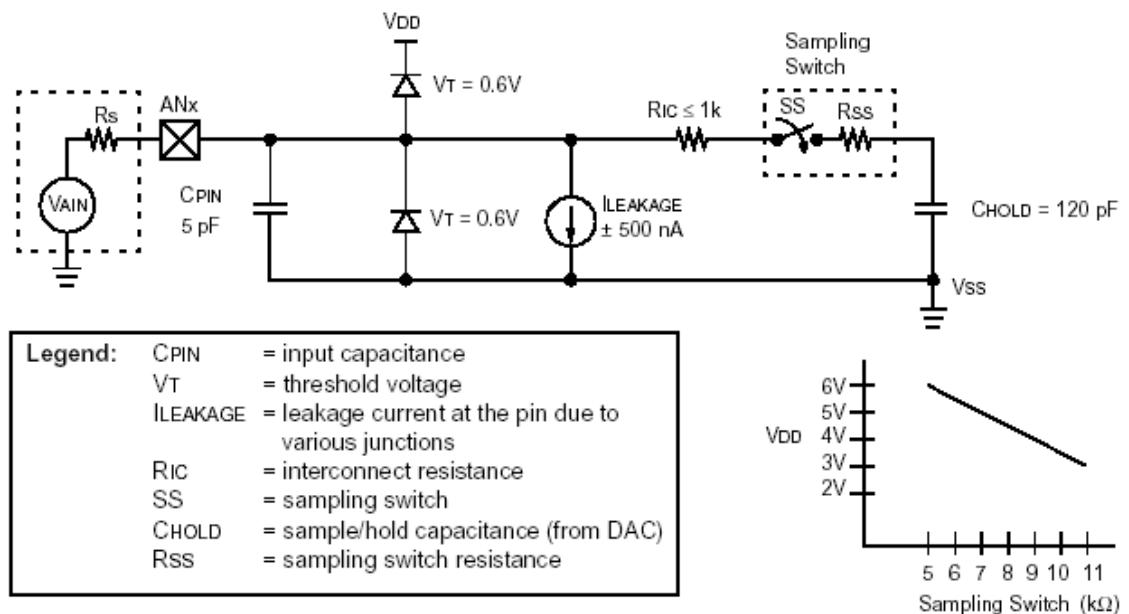 VDD
Sampling
Switch
VT = 0.6V
RS
ANx
RIC ≤ 1k
SS
RSS
VAIN
CPIN
5 pF
VT = 0.6V
ILEAKAGE
± 500 nA
CHOLD = 120 pF
VSS
Legend: CPIN = input capacitance
VT = threshold voltage
ILEAKAGE = leakage current at the pin due to
various junctions
RIC = interconnect resistance
SS = sampling switch
CHOLD = sample/hold capacitance (from DAC)
RSS = sampling switch resistance
6V
5V
VDD 4V
3V
2V
5 6 7 8 9 10 11
Sampling Switch (kΩ)